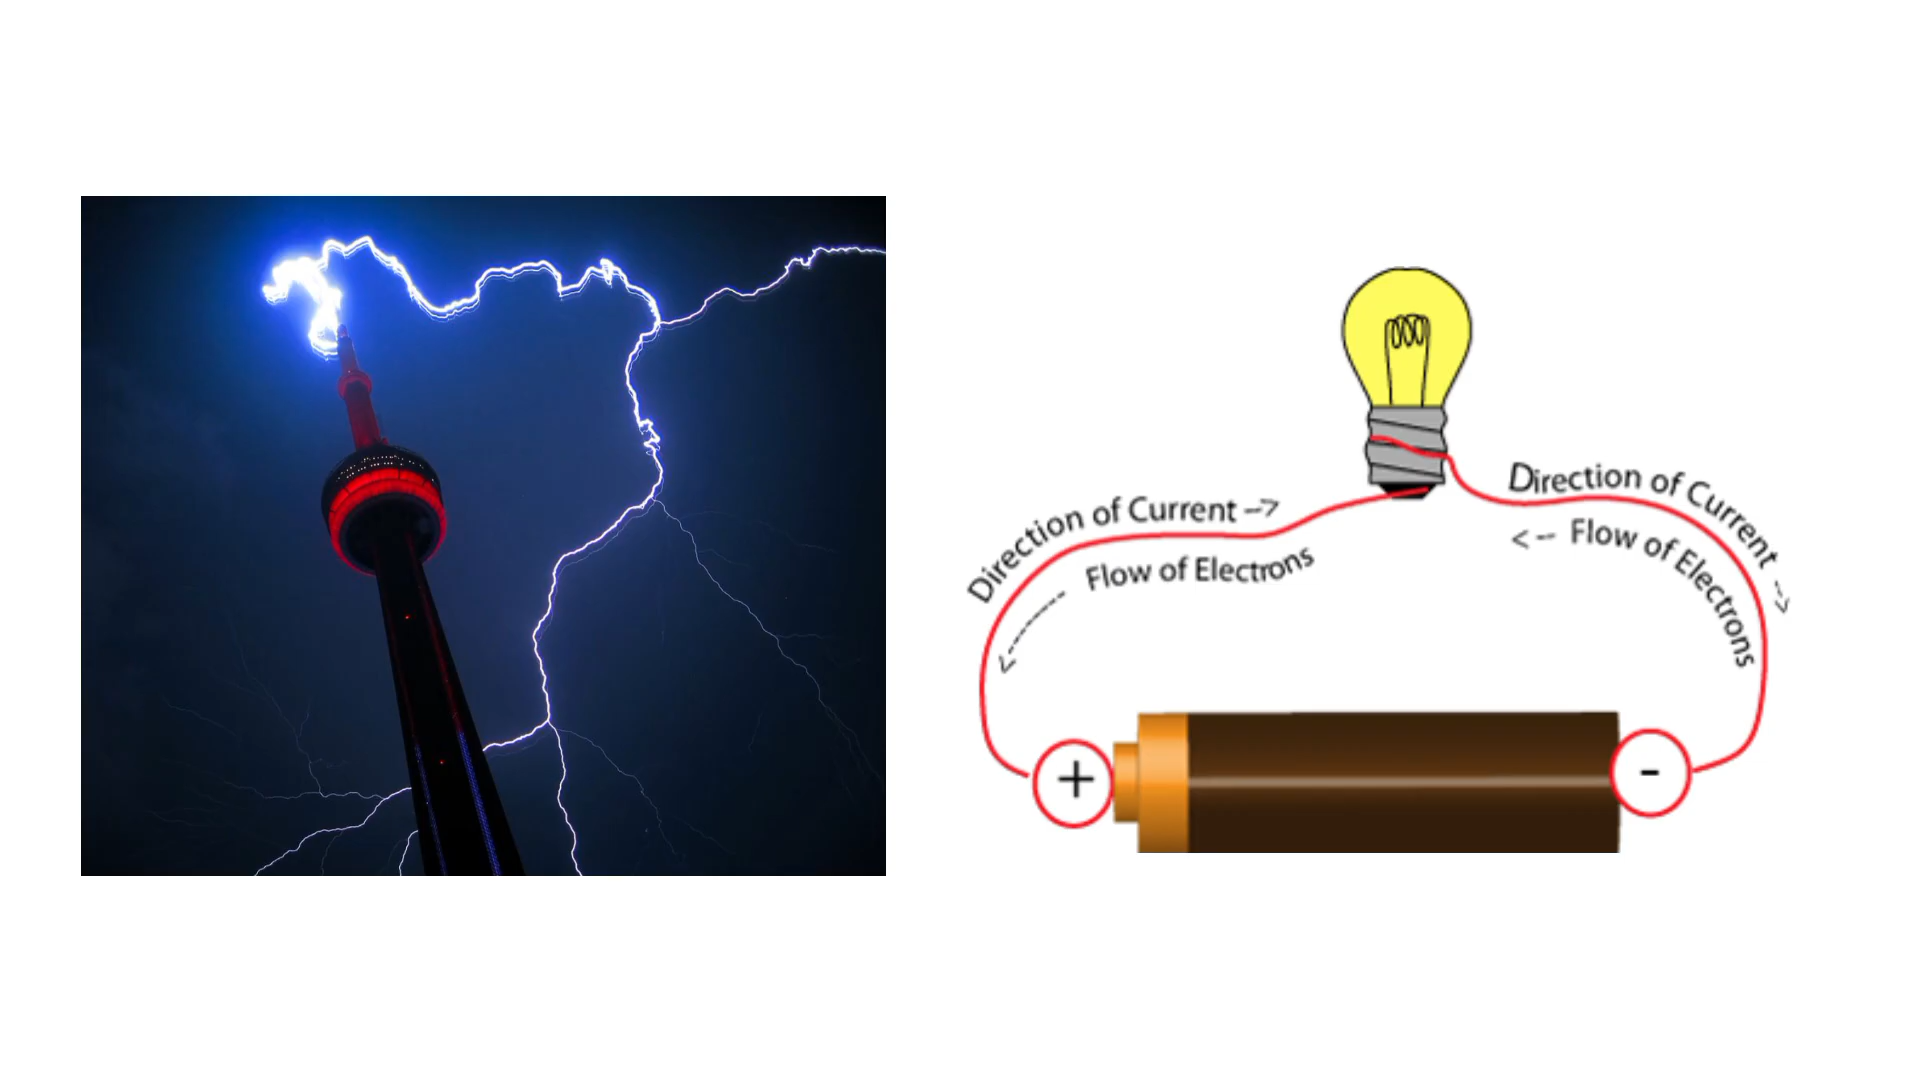 Direction of Current -->
Flow of Electrons
<-----
Direction of Current -->
<-- Flow of Electrons
+
-